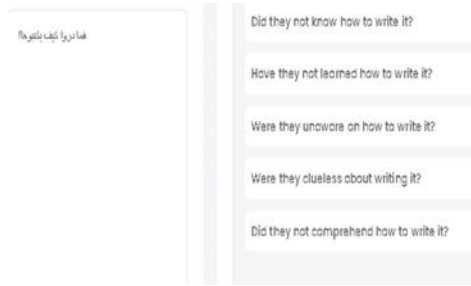 فما دروا كيف يكتبوها؟
Did they not know how to write it?
Have they not learned how to write it?
Were they unaware on how to write it?
Were they clueless about writing it?
Did they not comprehend how to write it?